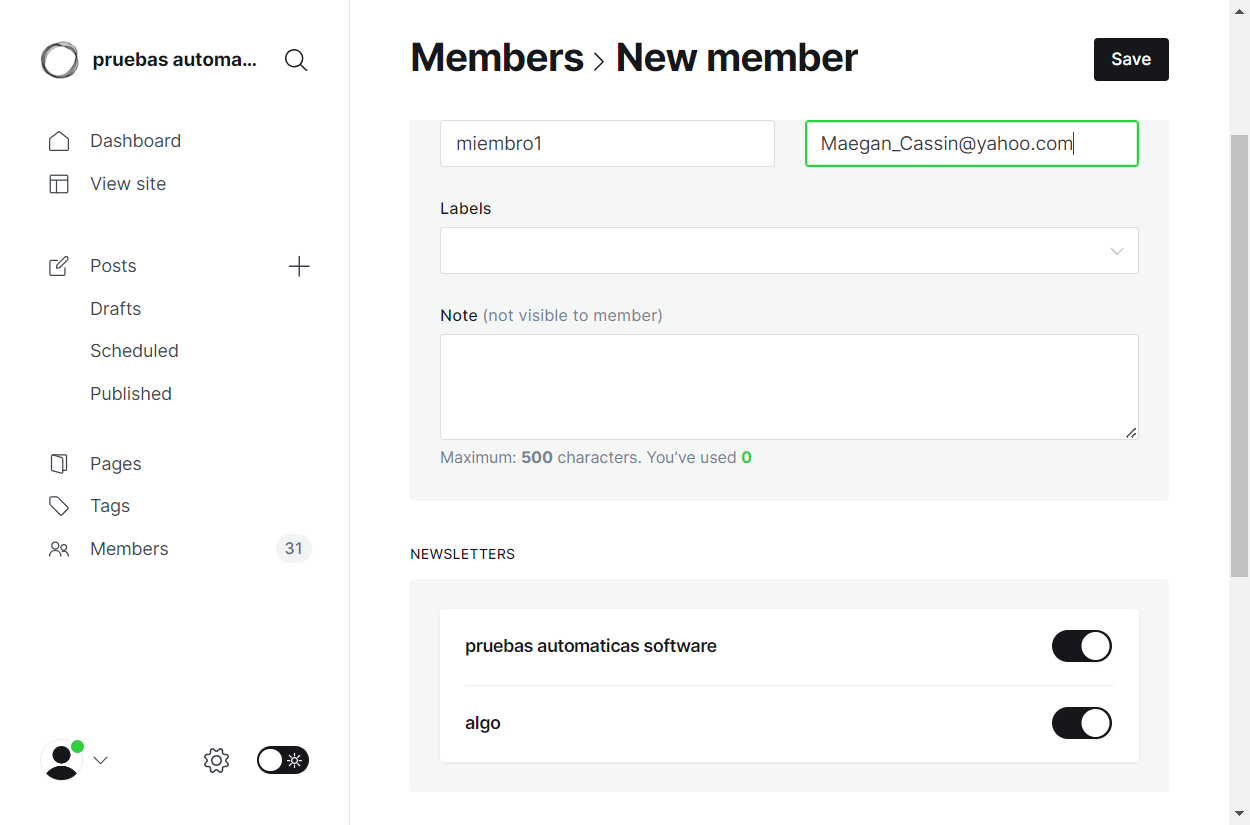 pruebas automa...
Dashboard
View site
Posts
Drafts
Scheduled
Published
Pages
Tags
Members 31
Members › New member
Save
miembro1 Maegan_Cassin@yahoo.com
Labels
Note (not visible to member)
Maximum: 500 characters. You’ve used 0
NEWSLETTERS
pruebas automaticas software
algo